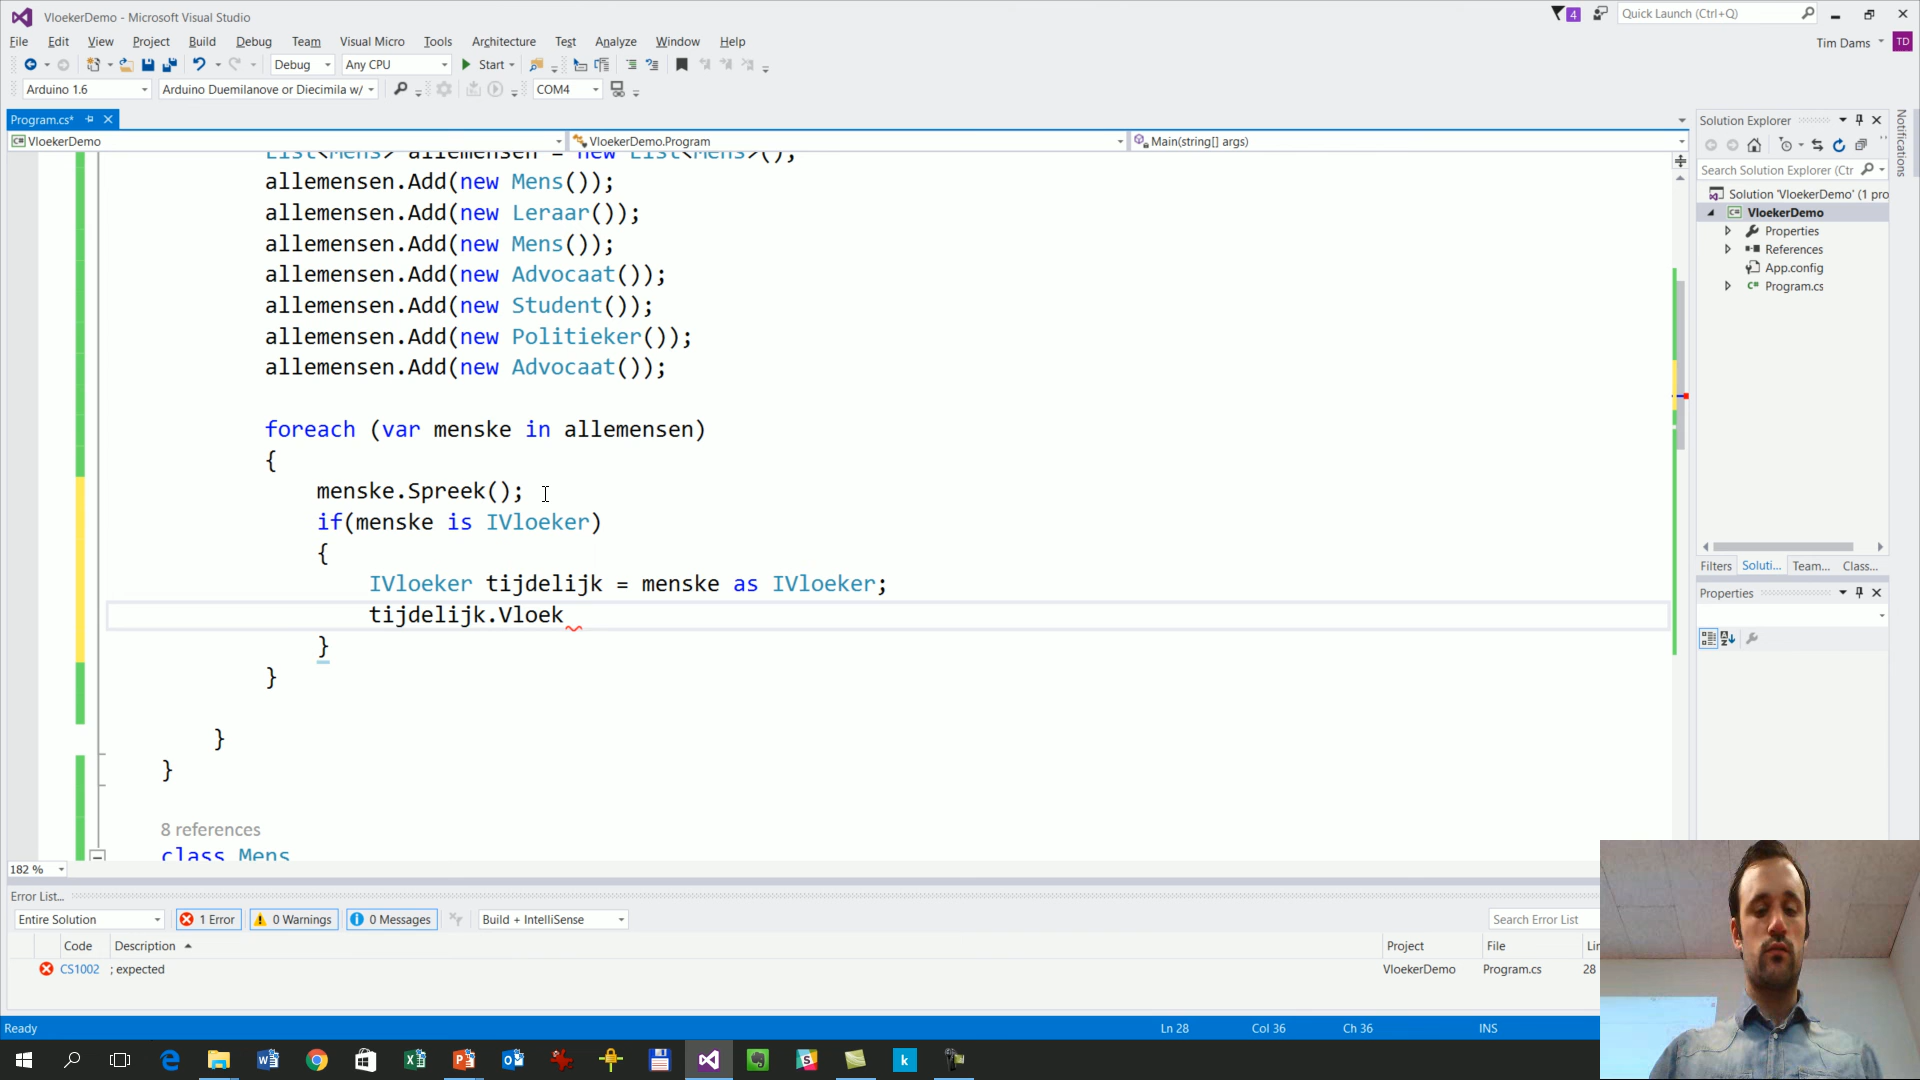 VloekerDemo - Microsoft Visual Studio
4
Quick Launch (Ctrl+Q)
File Edit View Project Build Debug Team Visual Micro Tools Architecture Test Analyze Window Help
Tim Dams TD
Debug Any CPU Start
Arduino 1.6 Arduino Duemilanove or Diecimila w/ COM4
Program.cs*
VloekerDemo VloekerDemo.Program Main(string[] args)
List<Mens> allemensen = new List<Mens>();
allemensen.Add(new Mens());
allemensen.Add(new Leraar());
allemensen.Add(new Mens());
allemensen.Add(new Advocaat());
allemensen.Add(new Student());
allemensen.Add(new Politieker());
allemensen.Add(new Advocaat());
foreach (var menske in allemensen)
{
menske.Spreek();
if(menske is IVloeker)
{
IVloeker tijdelijk = menske as IVloeker;
tijdelijk.Vloek
}
}
}
}
8 references
class Mens
182 %
Solution Explorer
Search Solution Explorer (Ctr
Solution 'VloekerDemo' (1 pro
VloekerDemo
Properties
References
App.config
C# Program.cs
Filters Soluti... Team... Class...
Properties
Notifications
Error List...
Entire Solution 1 Error 0 Warnings 0 Messages Build + IntelliSense Search Error List
Code Description Project File Lin
CS1002 ; expected VloekerDemo Program.cs 28
Ready Ln 28 Col 36 Ch 36 INS